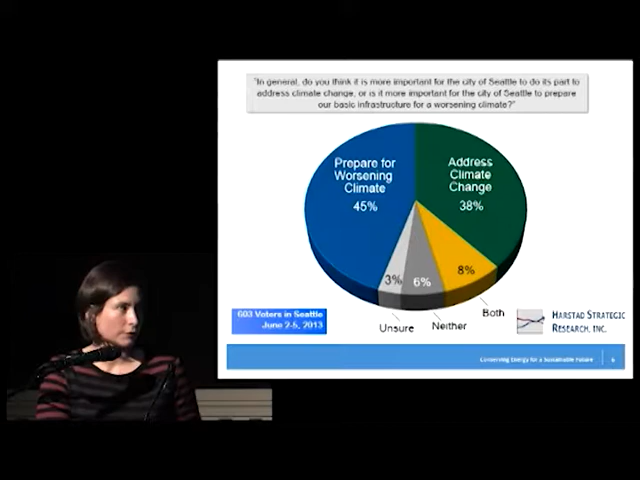 "In general, do you think it is more important for the city of Seattle to do its part to
address climate change, or is it more important for the city of Seattle to prepare
our basic infrastructure for a worsening climate?"
Prepare for
Worsening
Climate
45%
Address
Climate
Change
38%
3%
6%
8%
Both
Neither
Unsure
603 Voters in Seattle
June 2-5, 2013
HARSTAD STRATEGIC
RESEARCH, INC.
Conserving Energy for a Sustainable Future